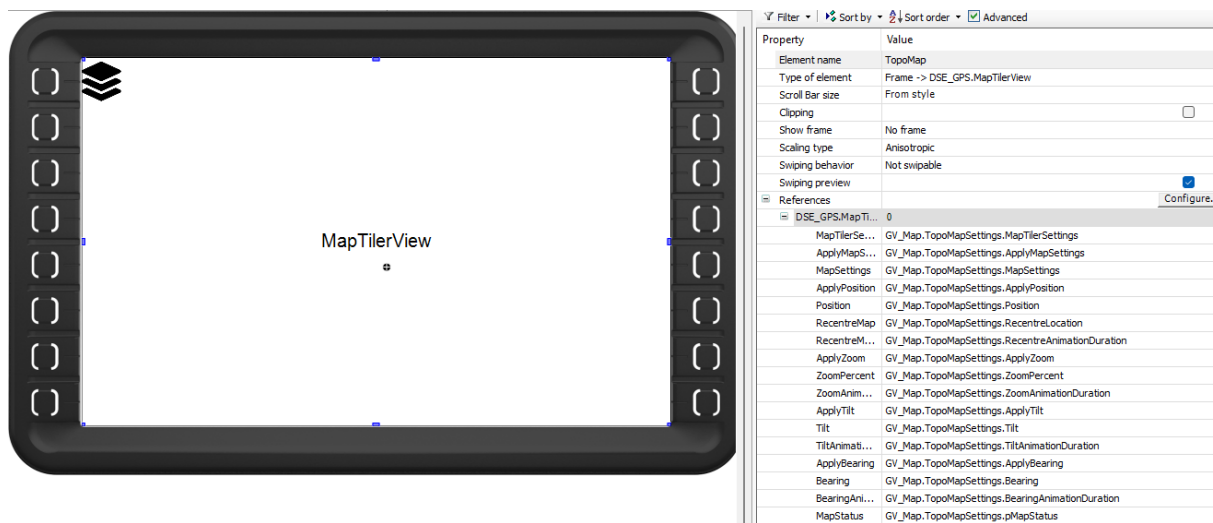 Filter Sort by Sort order Advanced
Property Value
Element name TopoMap
Type of element Frame -> DSE_GPS.MapTilerView
Scroll Bar size From style
Clipping
Show frame No frame
Scaling type Anisotropic
Swiping behavior Not swipable
Swiping preview
References Configure.
DSE_GPS.MapTi... 0
MapTilerSe... GV_Map.TopoMapSettings.MapTilerSettings
ApplyMapS... GV_Map.TopoMapSettings.ApplyMapSettings
MapSettings GV_Map.TopoMapSettings.MapSettings
ApplyPosition GV_Map.TopoMapSettings.ApplyPosition
Position GV_Map.TopoMapSettings.Position
RecentreMap GV_Map.TopoMapSettings.RecentreLocation
RecentreM... GV_Map.TopoMapSettings.RecentreAnimationDuration
ApplyZoom GV_Map.TopoMapSettings.ApplyZoom
ZoomPercent GV_Map.TopoMapSettings.ZoomPercent
ZoomAnim... GV_Map.TopoMapSettings.ZoomAnimationDuration
ApplyTilt GV_Map.TopoMapSettings.ApplyTilt
Tilt GV_Map.TopoMapSettings.Tilt
TiltAnimati... GV_Map.TopoMapSettings.TiltAnimationDuration
ApplyBearing GV_Map.TopoMapSettings.ApplyBearing
Bearing GV_Map.TopoMapSettings.Bearing
BearingAni... GV_Map.TopoMapSettings.BearingAnimationDuration
MapStatus GV_Map.TopoMapSettings.pMapStatus
MapTilerView